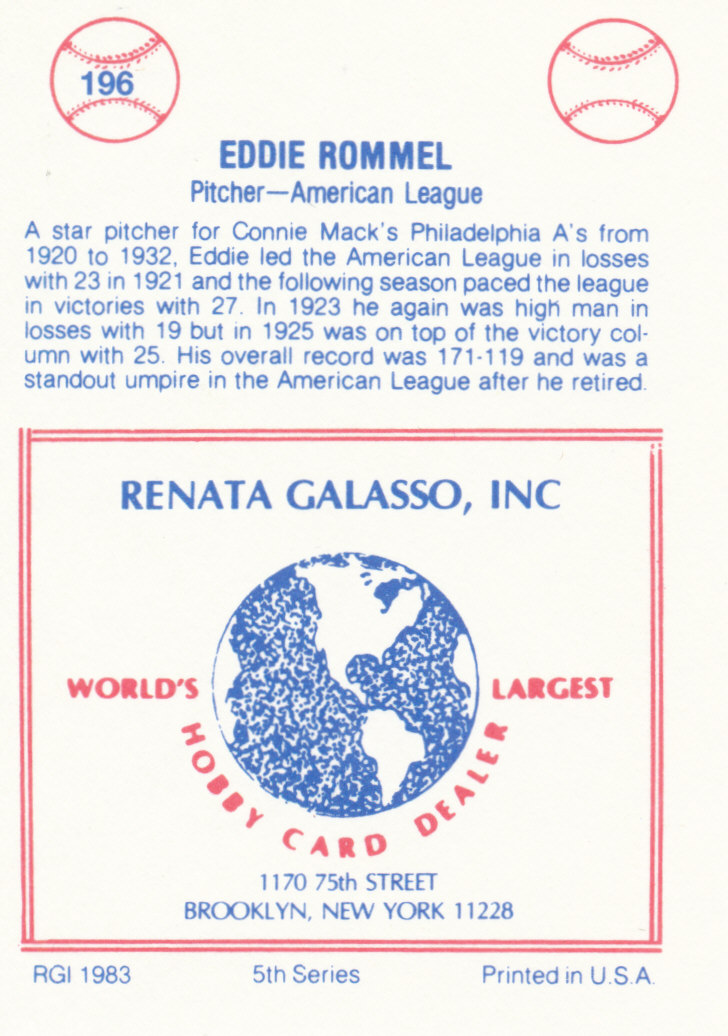 196
EDDIE ROMMEL
Pitcher—American League
A star pitcher for Connie Mack's Philadelphia A's from
1920 to 1932, Eddie led the American League in losses
with 23 in 1921 and the following season paced the league
in victories with 27. In 1923 he again was high man in
losses with 19 but in 1925 was on top of the victory col-
umn with 25. His overall record was 171-119 and was a
standout umpire in the American League after he retired.
RENATA GALASSO, INC
WORLD'S LARGEST
HOBBY CARD DEALER
1170 75th STREET
BROOKLYN, NEW YORK 11228
RGI 1983 5th Series Printed in U.S.A.